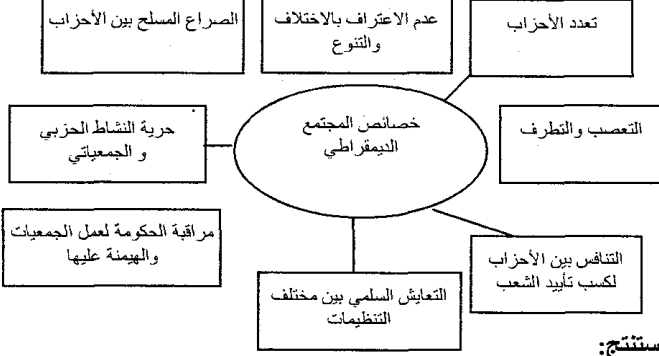 تعدد الأحزاب
عدم الاعتراف بالاختلاف
والتنوع
الصراع المسلح بين الأحزاب
خصائص المجتمع
الديمقراطي
حرية النشاط الحزبي
و الجمعياتي
التعصب والتطرف
مراقبة الحكومة لعمل الجمعيات
والهيمنة عليها
التنافس بين الأحزاب
لكسب تأييد الشعب
التعايش السلمي بين مختلف
التنظيمات
ستنتج: